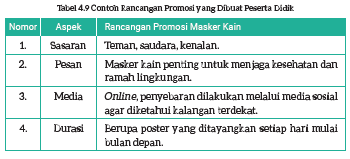 Tabel 4.9 Contoh Rancangan Promosi yang Dibuat Peserta Didik
Nomor Aspek Rancangan Promosi Masker Kain
1. Sasaran Teman, saudara, kenalan.
2. Pesan Masker kain penting untuk menjaga kesehatan dan
ramah lingkungan.
3. Media Online, penyebaran dilakukan melalui media sosial
agar diketahui kalangan terdekat.
4. Durasi Berupa poster yang ditayangkan setiap hari mulai
bulan depan.